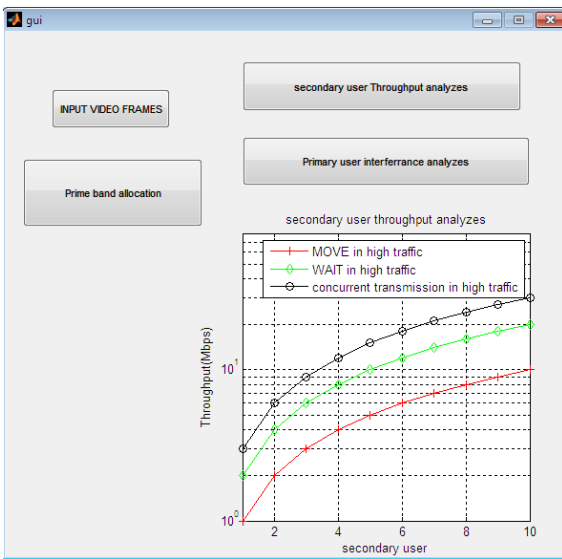 gui
INPUT VIDEO FRAMES
secondary user Throughput analyzes
Primary user interferrance analyzes
Prime band allocation
secondary user throughput analyzes
MOVE in high traffic
WAIT in high traffic
concurrent transmission in high traffic
Throughput(Mbps)
10^1
10^0
2 4 6 8 10
secondary user